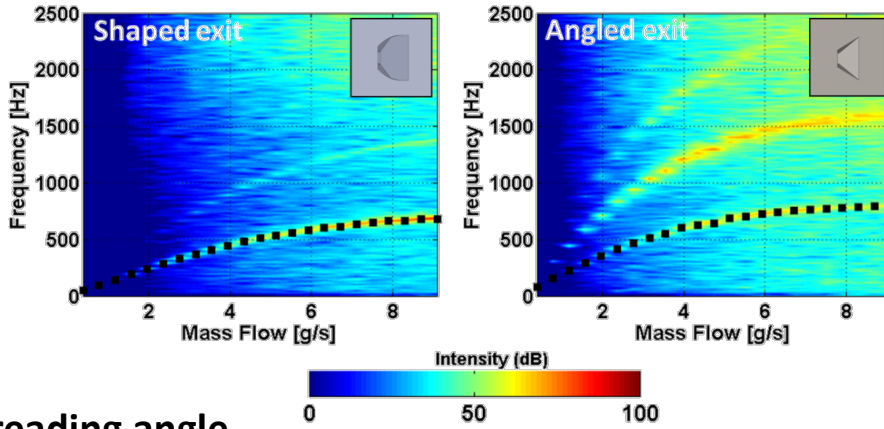 Shaped exit
Angled exit
2500
2000
1500
1000
500
0
Frequency [Hz]
2 4 6 8
Mass Flow [g/s]
2500
2000
1500
1000
500
0
Frequency [Hz]
2 4 6 8
Mass Flow [g/s]
Intensity (dB)
0 50 100
angle